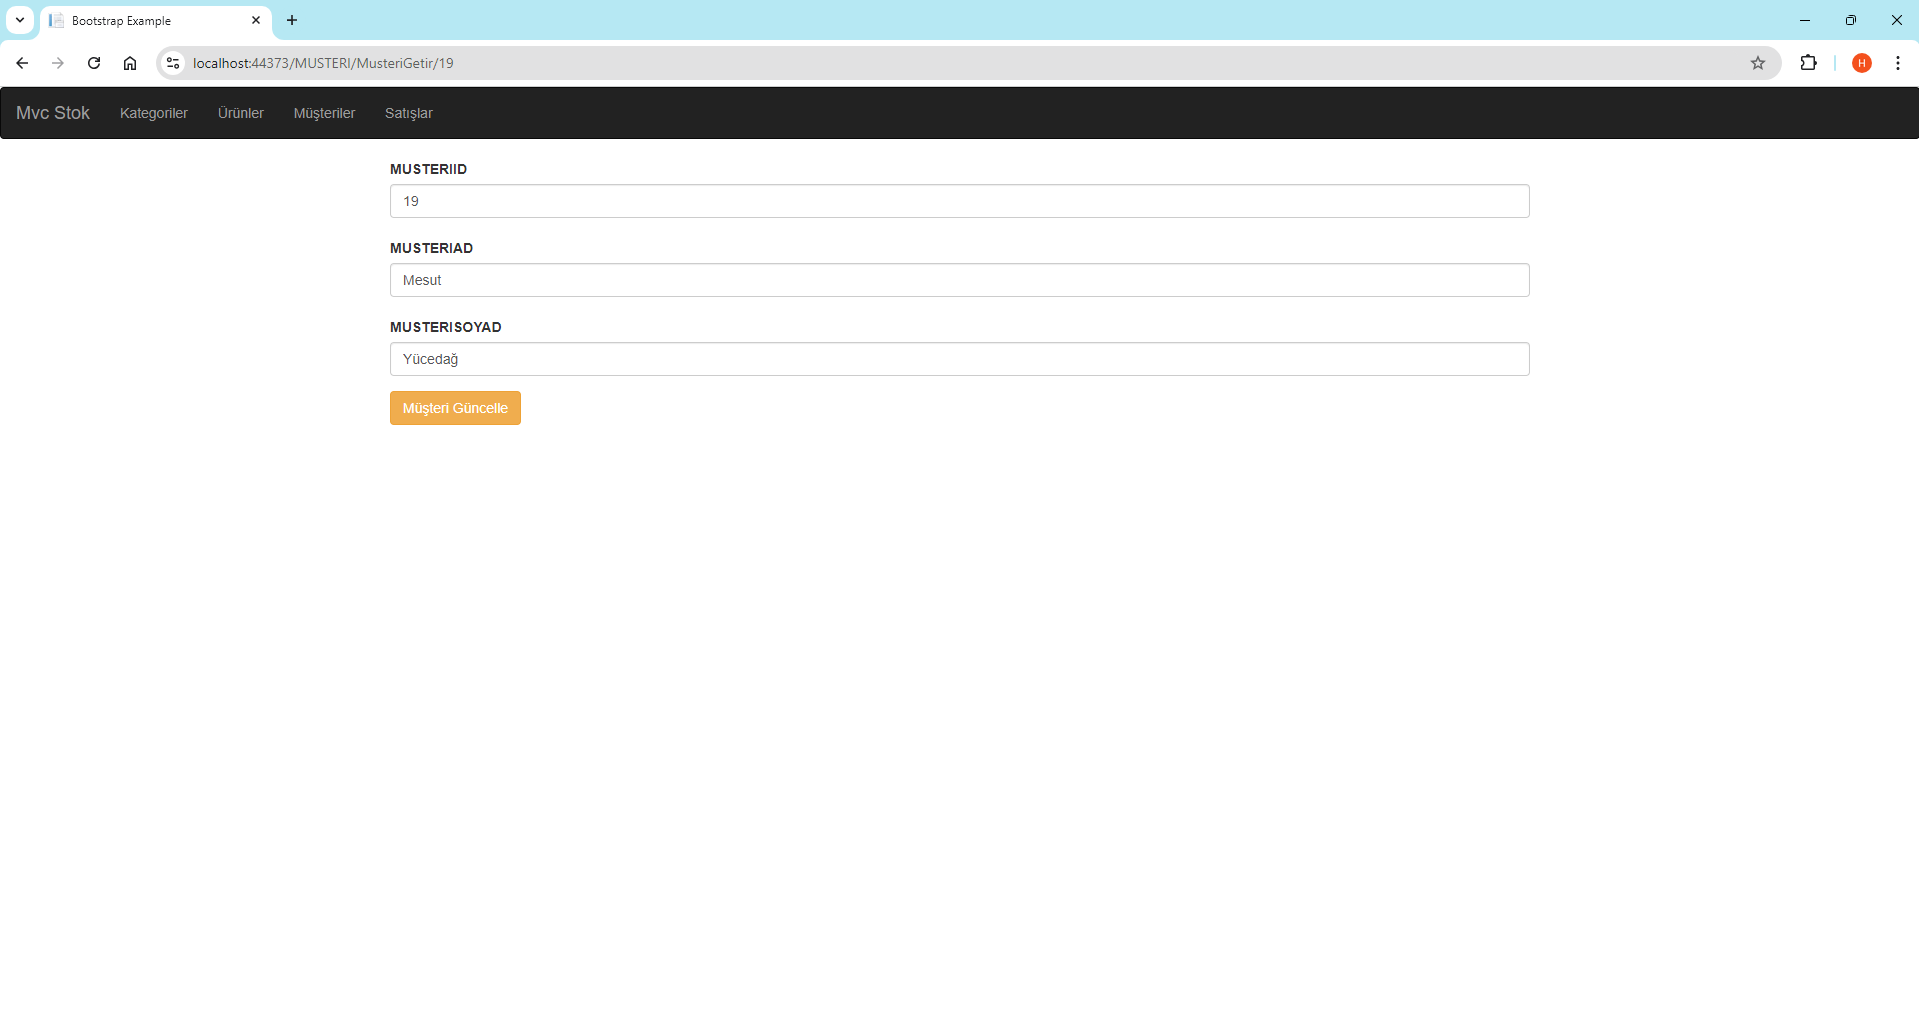 Bootstrap Example
localhost:44373/MUSTERI/MusteriGetir/19
H
Mvc Stok Kategoriler Ürünler Müşteriler Satışlar
MUSTERIID
19
MUSTERIAD
Mesut
MUSTERISOYAD
Yücedağ
Müşteri Güncelle